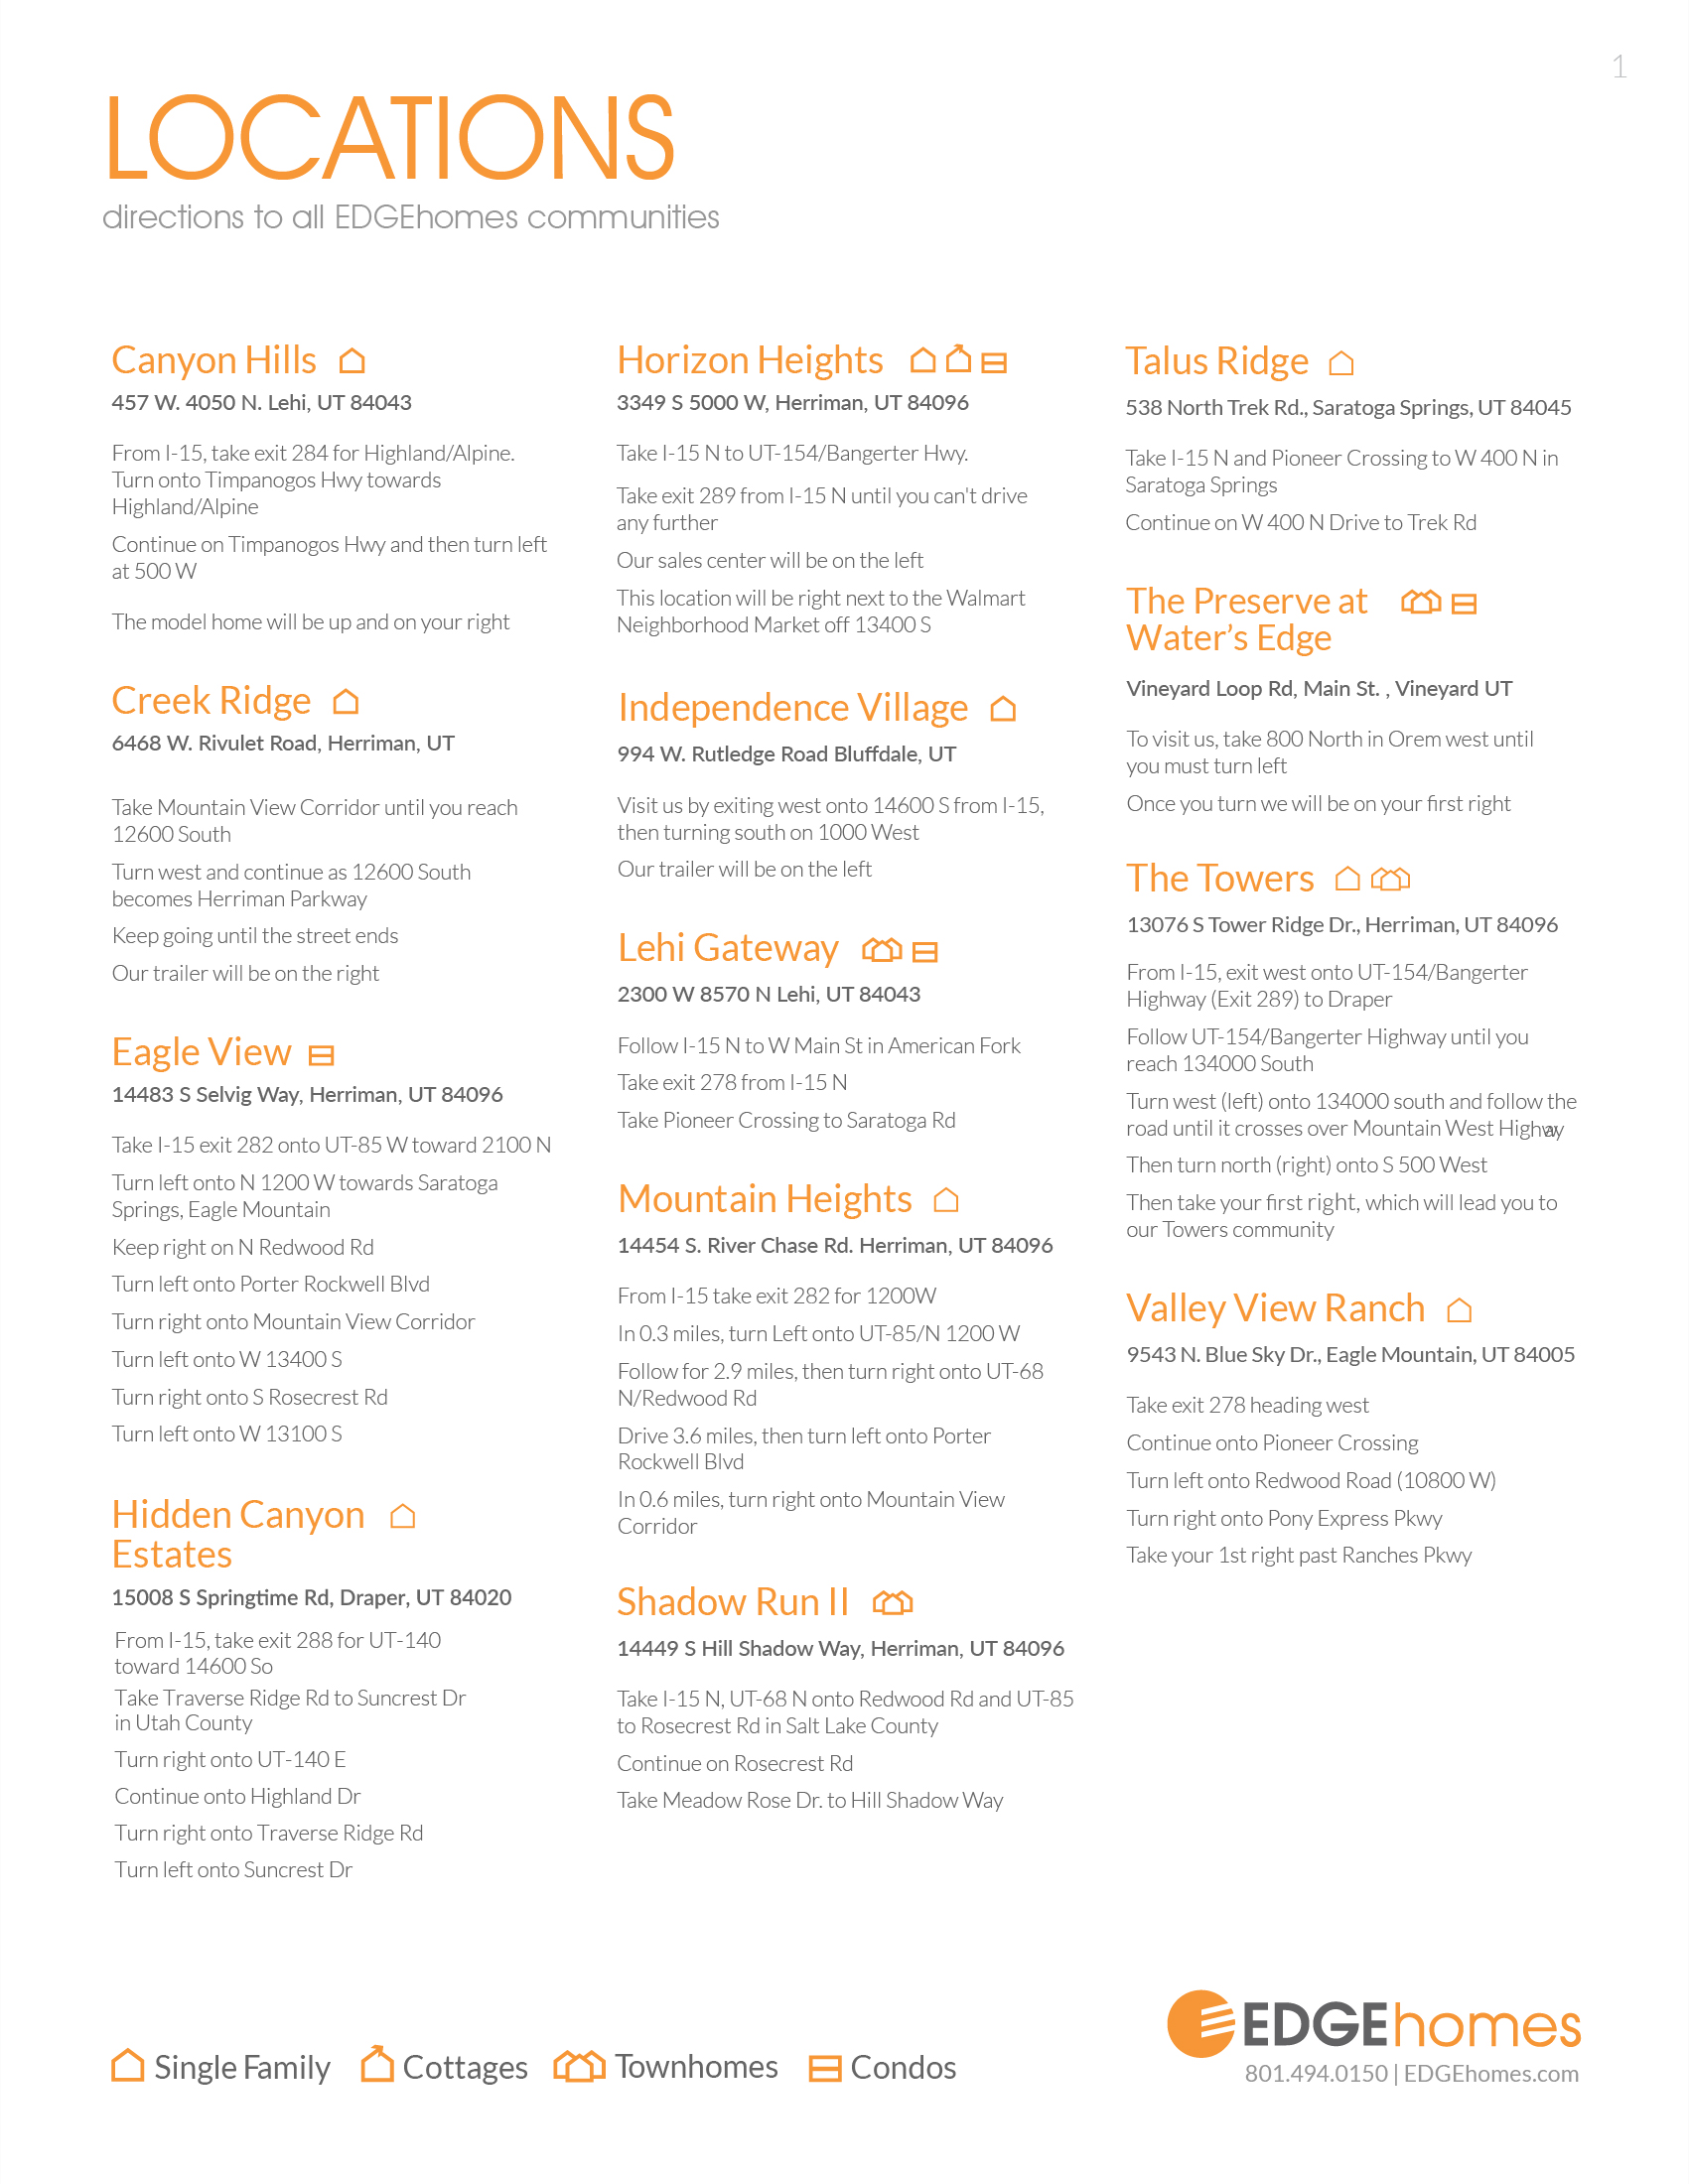 1
LOCATIONS
directions to all EDGEhomes communities
Canyon Hills
457 W. 4050 N. Lehi, UT 84043
From I-15, take exit 284 for Highland/Alpine.
Turn onto Timpanogos Hwy towards
Highland/Alpine
Continue on Timpanogos Hwy and then turn left
at 500 W
The model home will be up and on your right
Creek Ridge
6468 W. Rivulet Road, Herriman, UT
Take Mountain View Corridor until you reach
12600 South
Turn west and continue as 12600 South
becomes Herriman Parkway
Keep going until the street ends
Our trailer will be on the right
Eagle View
14483 S Selvig Way, Herriman, UT 84096
Take I-15 exit 282 onto UT-85 W toward 2100 N
Turn left onto N 1200 W towards Saratoga
Springs, Eagle Mountain
Keep right on N Redwood Rd
Turn left onto Porter Rockwell Blvd
Turn right onto Mountain View Corridor
Turn left onto W 13400 S
Turn right onto S Rosecrest Rd
Turn left onto W 13100 S
Hidden Canyon
Estates
15008 S Springtime Rd, Draper, UT 84020
From I-15, take exit 288 for UT-140
toward 14600 So
Take Traverse Ridge Rd to Suncrest Dr
in Utah County
Turn right onto UT-140 E
Continue onto Highland Dr
Turn right onto Traverse Ridge Rd
Turn left onto Suncrest Dr
Horizon Heights
3349 S 5000 W, Herriman, UT 84096
Take I-15 N to UT-154/Bangerter Hwy.
Take exit 289 from I-15 N until you can't drive
any further
Our sales center will be on the left
This location will be right next to the Walmart
Neighborhood Market off 13400 S
Independence Village
994 W. Rutledge Road Bluffdale, UT
Visit us by exiting west onto 14600 S from I-15,
then turning south on 1000 West
Our trailer will be on the left
Lehi Gateway
2300 W 8570 N Lehi, UT 84043
Follow I-15 N to W Main St in American Fork
Take exit 278 from I-15 N
Take Pioneer Crossing to Saratoga Rd
Mountain Heights
14454 S. River Chase Rd. Herriman, UT 84096
From I-15 take exit 282 for 1200W
In 0.3 miles, turn Left onto UT-85/N 1200 W
Follow for 2.9 miles, then turn right onto UT-68
N/Redwood Rd
Drive 3.6 miles, then turn left onto Porter
Rockwell Blvd
In 0.6 miles, turn right onto Mountain View
Corridor
Shadow Run II
14449 S Hill Shadow Way, Herriman, UT 84096
Take I-15 N, UT-68 N onto Redwood Rd and UT-85
to Rosecrest Rd in Salt Lake County
Continue on Rosecrest Rd
Take Meadow Rose Dr. to Hill Shadow Way
Talus Ridge
538 North Trek Rd., Saratoga Springs, UT 84045
Take I-15 N and Pioneer Crossing to W 400 N in
Saratoga Springs
Continue on W 400 N Drive to Trek Rd
The Preserve at
Water’s Edge
Vineyard Loop Rd, Main St. , Vineyard UT
To visit us, take 800 North in Orem west until
you must turn left
Once you turn we will be on your first right
The Towers
13076 S Tower Ridge Dr., Herriman, UT 84096
From I-15, exit west onto UT-154/Bangerter
Highway (Exit 289) to Draper
Follow UT-154/Bangerter Highway until you
reach 134000 South
Turn west (left) onto 134000 south and follow the
road until it crosses over Mountain West Highway
Then turn north (right) onto S 500 West
Then take your first right, which will lead you to
our Towers community
Valley View Ranch
9543 N. Blue Sky Dr., Eagle Mountain, UT 84005
Take exit 278 heading west
Continue onto Pioneer Crossing
Turn left onto Redwood Road (10800 W)
Turn right onto Pony Express Pkwy
Take your 1st right past Ranches Pkwy
Single Family Cottages Townhomes Condos
EDGEhomes
801.494.0150 | EDGEhomes.com